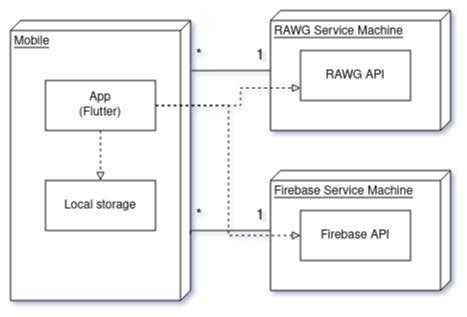 Mobile
App
(Flutter)
Local storage
* 1
RAWG Service Machine
RAWG API
* 1
Firebase Service Machine
Firebase API